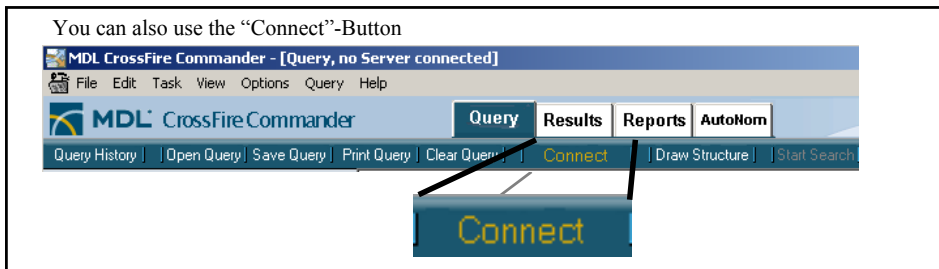 You can also use the “Connect”-Button
MDL CrossFire Commander - [Query, no Server connected]
File Edit Task View Options Query Help
MDL CrossFire Commander Query Results Reports AutoNom
Query History Open Query Save Query Print Query Clear Query Connect Draw Structure Start Search
Connect